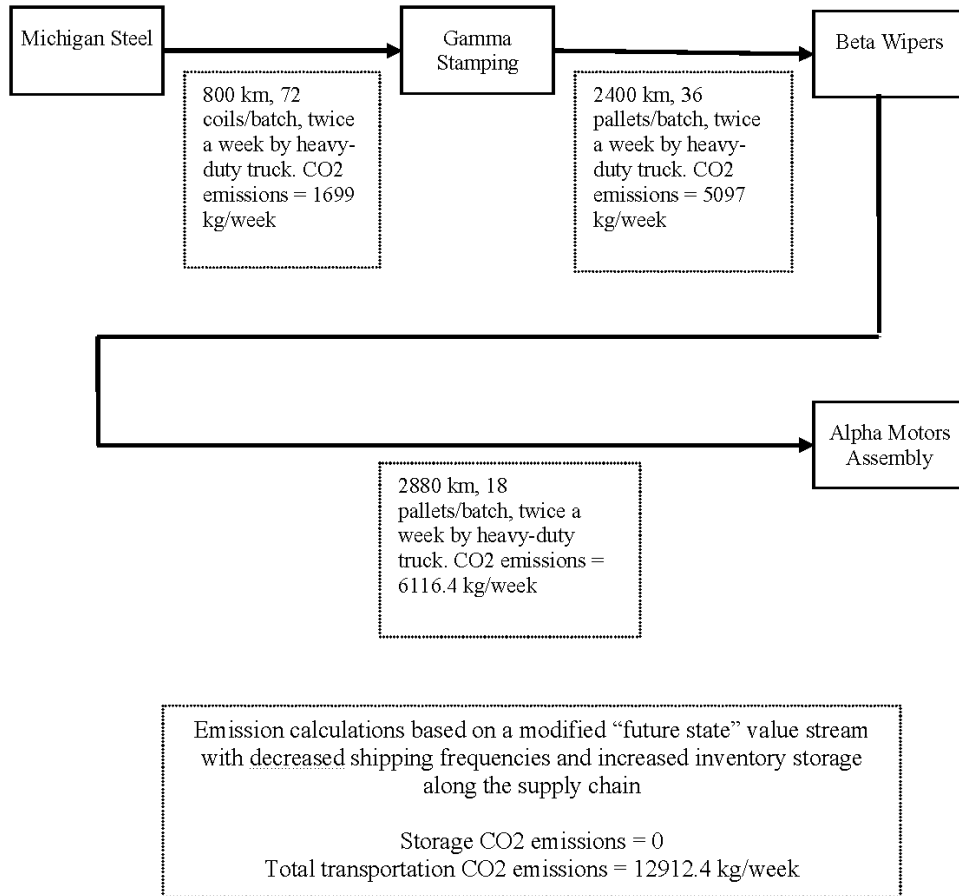 Michigan Steel
Gamma
Stamping
Beta Wipers
800 km, 72
coils/batch, twice
a week by heavy-
duty truck. CO2
emissions = 1699
kg/week
2400 km, 36
pallets/batch, twice
a week by heavy-
duty truck. CO2
emissions = 5097
kg/week
Alpha Motors
Assembly
2880 km, 18
pallets/batch, twice a
week by heavy-duty
truck. CO2 emissions =
6116.4 kg/week
Emission calculations based on a modified “future state” value stream
with decreased shipping frequencies and increased inventory storage
along the supply chain
Storage CO2 emissions = 0
Total transportation CO2 emissions = 12912.4 kg/week